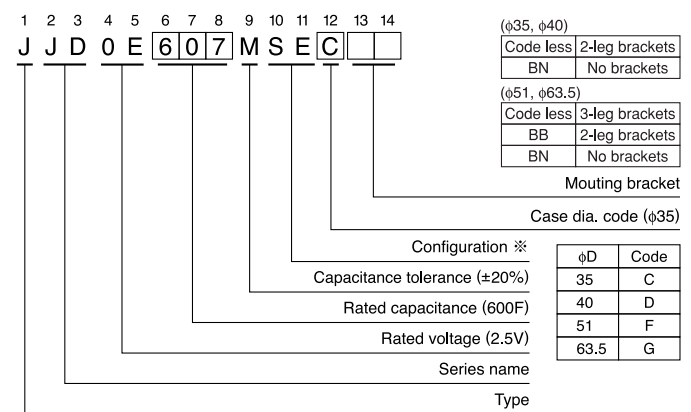 1 2 3 4 5 6 7 8 9 10 11 12 13 14
J J D 0 E 6 0 7 M S E C
(ϕ35, ϕ40)
Code less 2-leg brackets
BN No brackets
(ϕ51, ϕ63.5)
Code less 3-leg brackets
BB 2-leg brackets
BN No brackets
Mouting bracket
Case dia. code (ϕ35)
Configuration ※
Capacitance tolerance (±20%)
Rated capacitance (600F)
Rated voltage (2.5V)
Series name
Type
ϕD Code
35 C
40 D
51 F
63.5 G